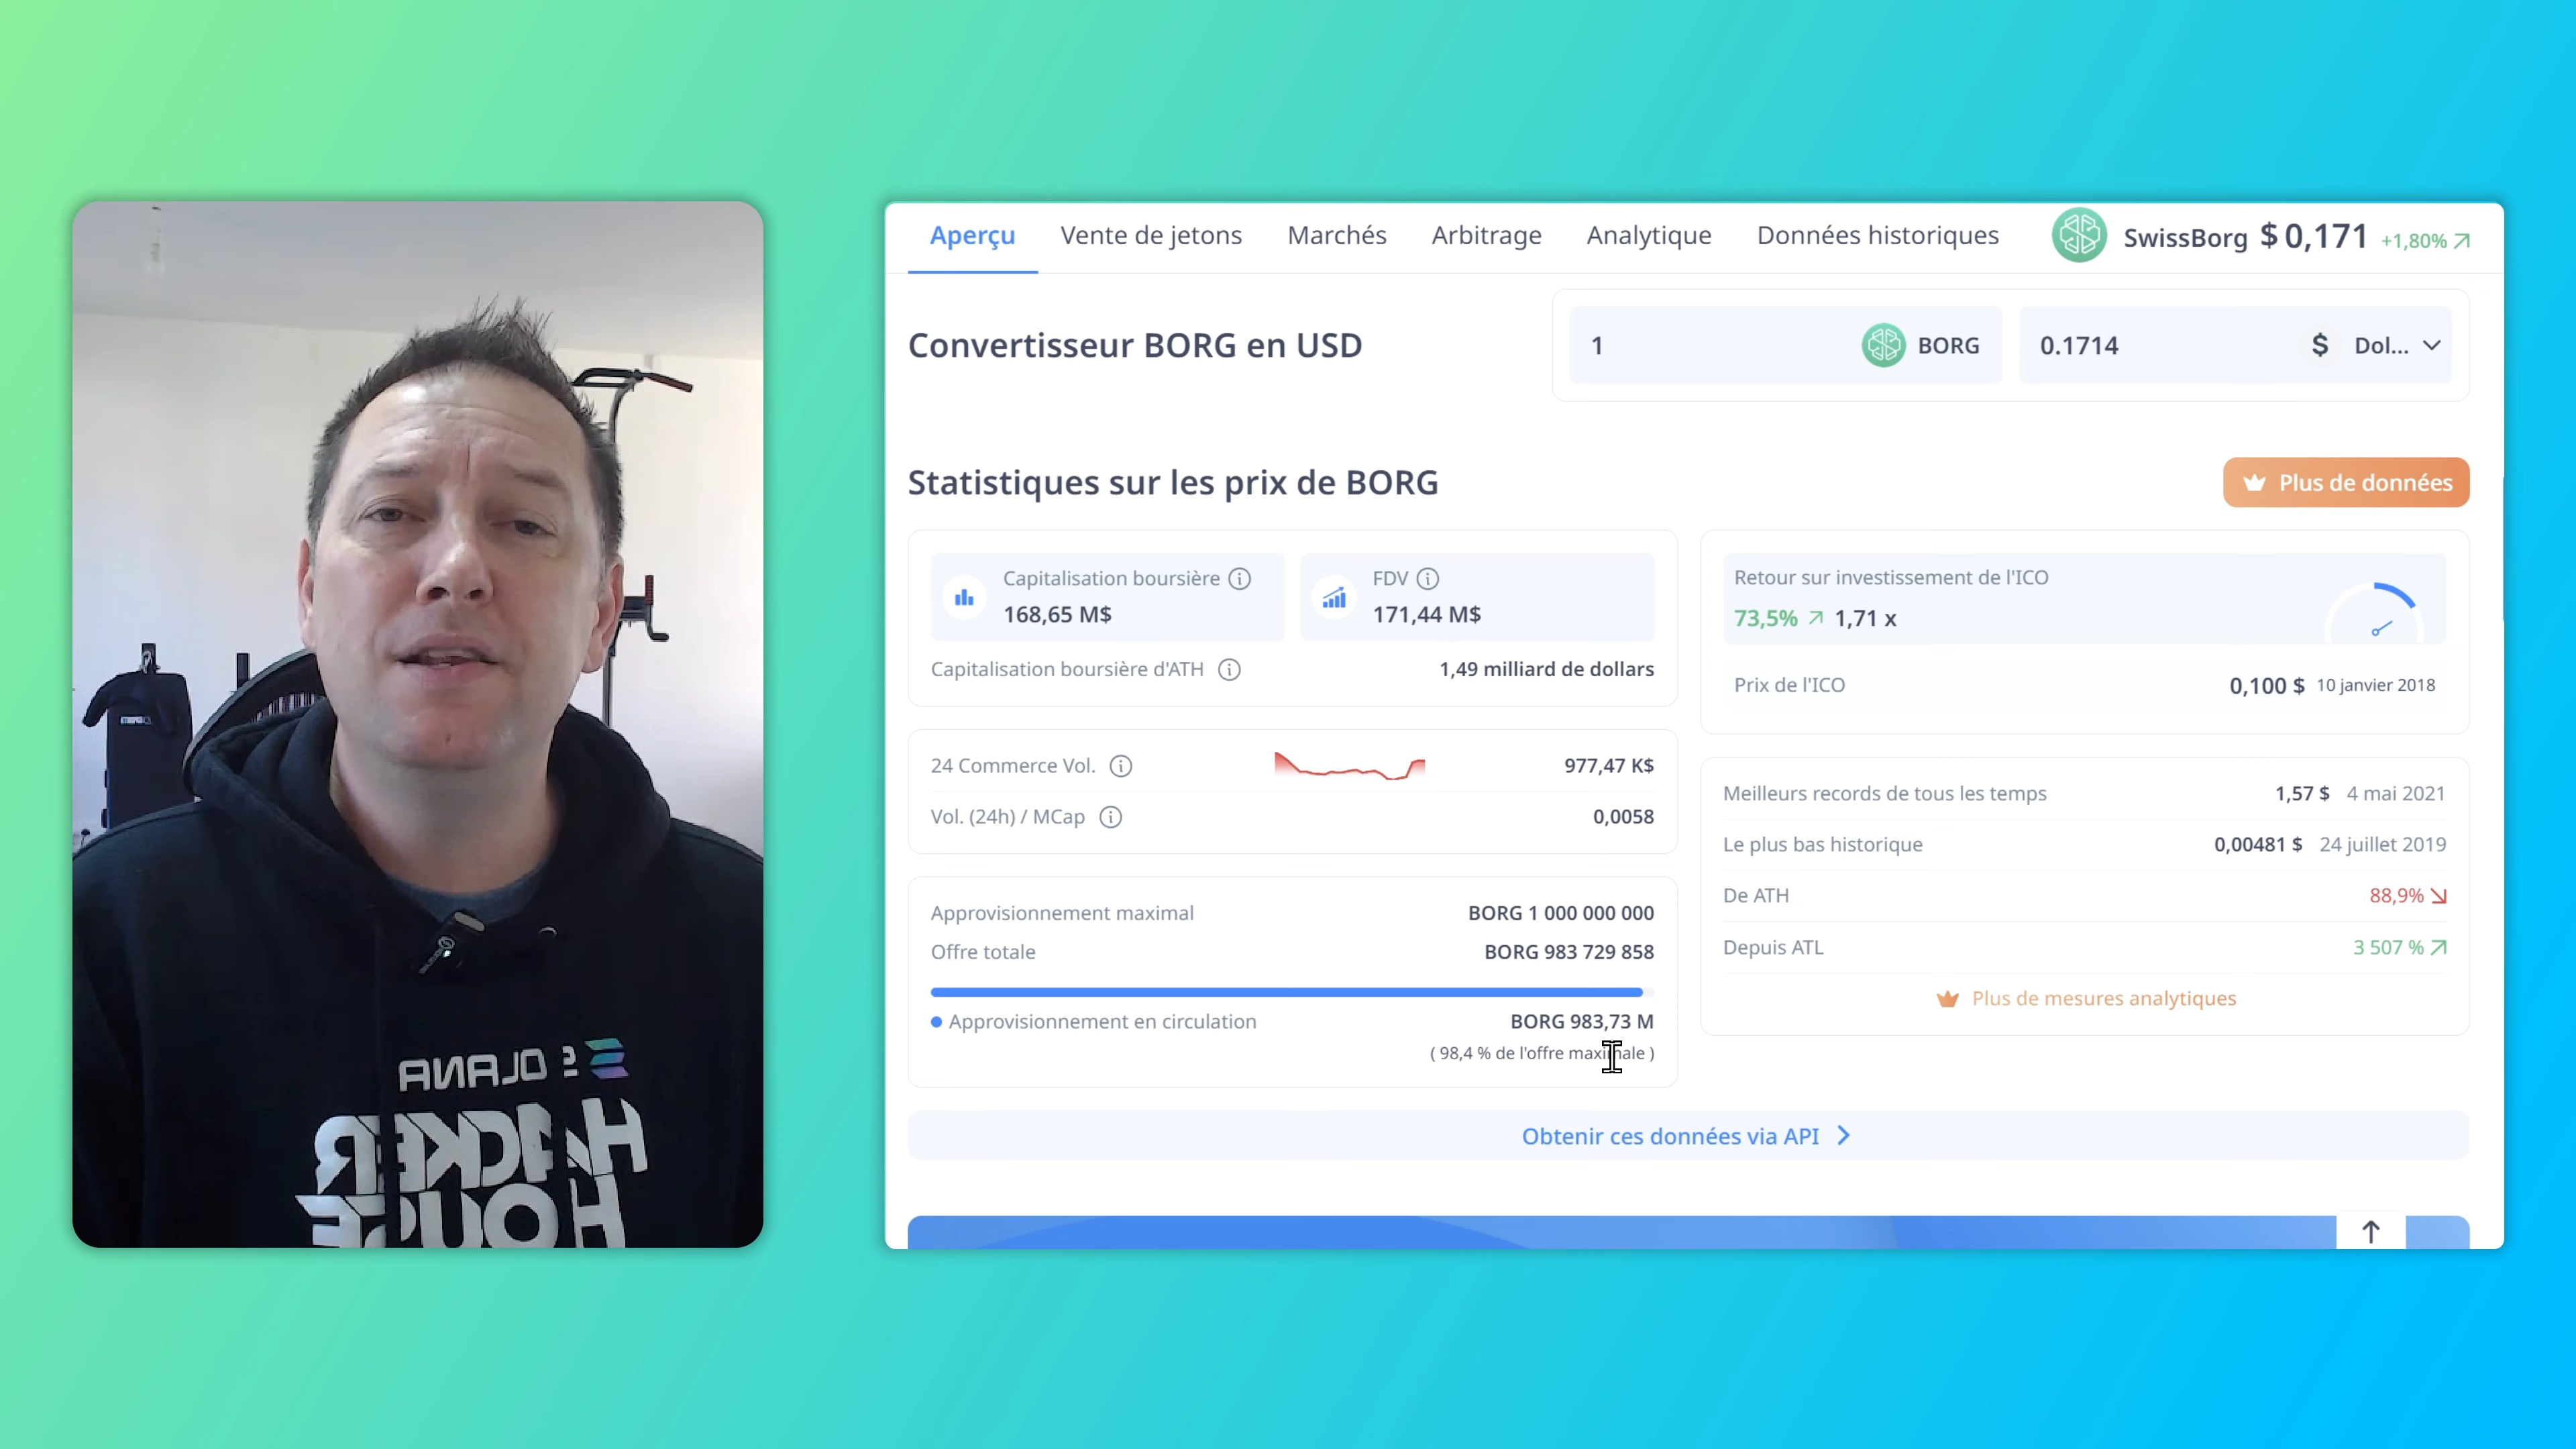 Aperçu Vente de jetons Marchés Arbitrage Analytique Données historiques SwissBorg $ 0,171 +1,80%
Convertisseur BORG en USD 1 BORG 0.1714 $ Dol...
Statistiques sur les prix de BORG Plus de données
Capitalisation boursière
168,65 M$
FDV
171,44 M$
Capitalisation boursière d'ATH 1,49 milliard de dollars
24 Commerce Vol. 977,47 K$
Vol. (24h) / MCap 0,0058
Approvisionnement maximal BORG 1 000 000 000
Offre totale BORG 983 729 858
Approvisionnement en circulation BORG 983,73 M
( 98,4 % de l'offre maximale )
Retour sur investissement de l'ICO
73,5% 1,71 x
Prix de l'ICO 0,100 $ 10 janvier 2018
Meilleurs records de tous les temps 1,57 $ 4 mai 2021
Le plus bas historique 0,00481 $ 24 juillet 2019
De ATH 88,9%
Depuis ATL 3 507 %
Plus de mesures analytiques
Obtenir ces données via API
SOLANA
HACKER
HOUSE